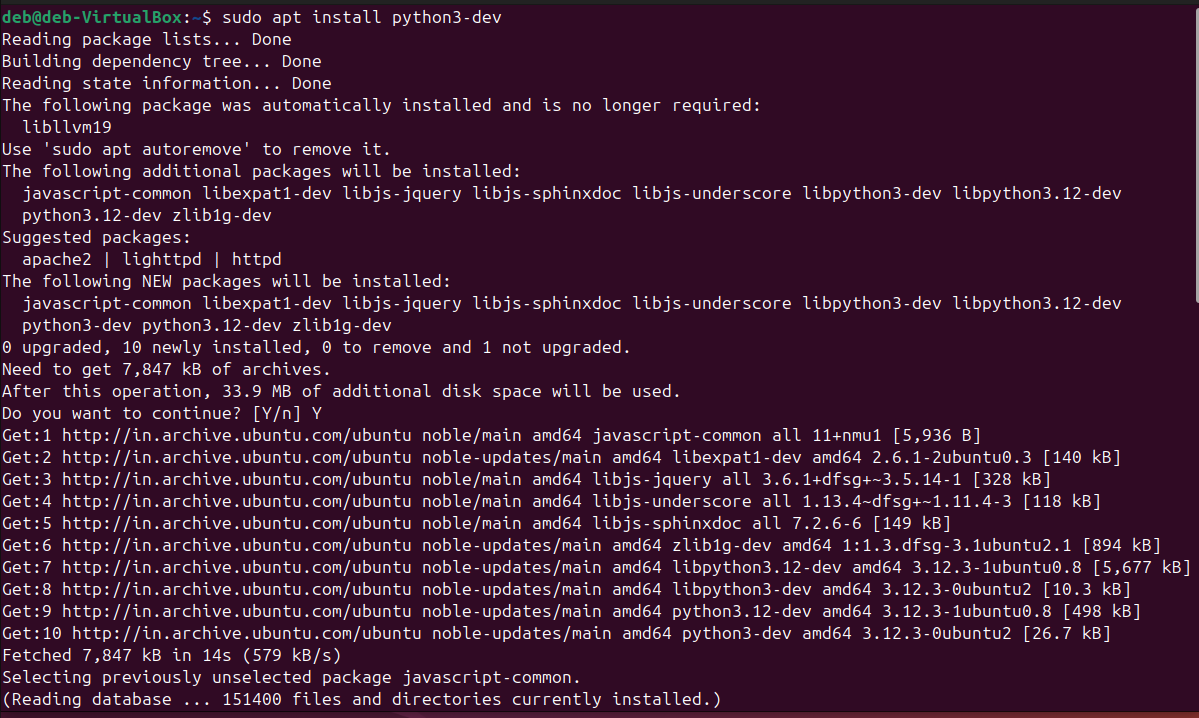 deb@deb-VirtualBox:~$ sudo apt install python3-dev
Reading package lists... Done
Building dependency tree... Done
Reading state information... Done
The following package was automatically installed and is no longer required:
  libllvm19
Use 'sudo apt autoremove' to remove it.
The following additional packages will be installed:
  javascript-common libexpat1-dev libjs-jquery libjs-sphinxdoc libjs-underscore libpython3-dev libpython3.12-dev
  python3.12-dev zlib1g-dev
Suggested packages:
  apache2 | lighttpd | httpd
The following NEW packages will be installed:
  javascript-common libexpat1-dev libjs-jquery libjs-sphinxdoc libjs-underscore libpython3-dev libpython3.12-dev
  python3-dev python3.12-dev zlib1g-dev
0 upgraded, 10 newly installed, 0 to remove and 1 not upgraded.
Need to get 7,847 kB of archives.
After this operation, 33.9 MB of additional disk space will be used.
Do you want to continue? [Y/n] Y
Get:1 http://in.archive.ubuntu.com/ubuntu noble/main amd64 javascript-common all 11+nmu1 [5,936 B]
Get:2 http://in.archive.ubuntu.com/ubuntu noble-updates/main amd64 libexpat1-dev amd64 2.6.1-2ubuntu0.3 [140 kB]
Get:3 http://in.archive.ubuntu.com/ubuntu noble/main amd64 libjs-jquery all 3.6.1+dfsg+~3.5.14-1 [328 kB]
Get:4 http://in.archive.ubuntu.com/ubuntu noble/main amd64 libjs-underscore all 1.13.4~dfsg+~1.11.4-3 [118 kB]
Get:5 http://in.archive.ubuntu.com/ubuntu noble/main amd64 libjs-sphinxdoc all 7.2.6-6 [149 kB]
Get:6 http://in.archive.ubuntu.com/ubuntu noble-updates/main amd64 zlib1g-dev amd64 1:1.3.dfsg-3.1ubuntu2.1 [894 kB]
Get:7 http://in.archive.ubuntu.com/ubuntu noble-updates/main amd64 libpython3.12-dev amd64 3.12.3-1ubuntu0.8 [5,677 kB]
Get:8 http://in.archive.ubuntu.com/ubuntu noble-updates/main amd64 libpython3-dev amd64 3.12.3-0ubuntu2 [10.3 kB]
Get:9 http://in.archive.ubuntu.com/ubuntu noble-updates/main amd64 python3.12-dev amd64 3.12.3-1ubuntu0.8 [498 kB]
Get:10 http://in.archive.ubuntu.com/ubuntu noble-updates/main amd64 python3-dev amd64 3.12.3-0ubuntu2 [26.7 kB]
Fetched 7,847 kB in 14s (579 kB/s)
Selecting previously unselected package javascript-common.
(Reading database ... 151400 files and directories currently installed.)